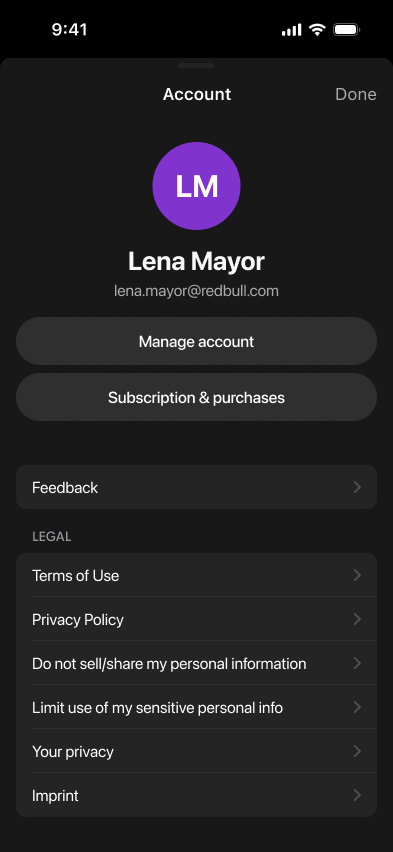 9:41
Account
Done
LM
Lena Mayor
lena.mayor@redbull.com
Manage account
Subscription & purchases
Feedback
LEGAL
Terms of Use
Privacy Policy
Do not sell/share my personal information
Limit use of my sensitive personal info
Your privacy
Imprint